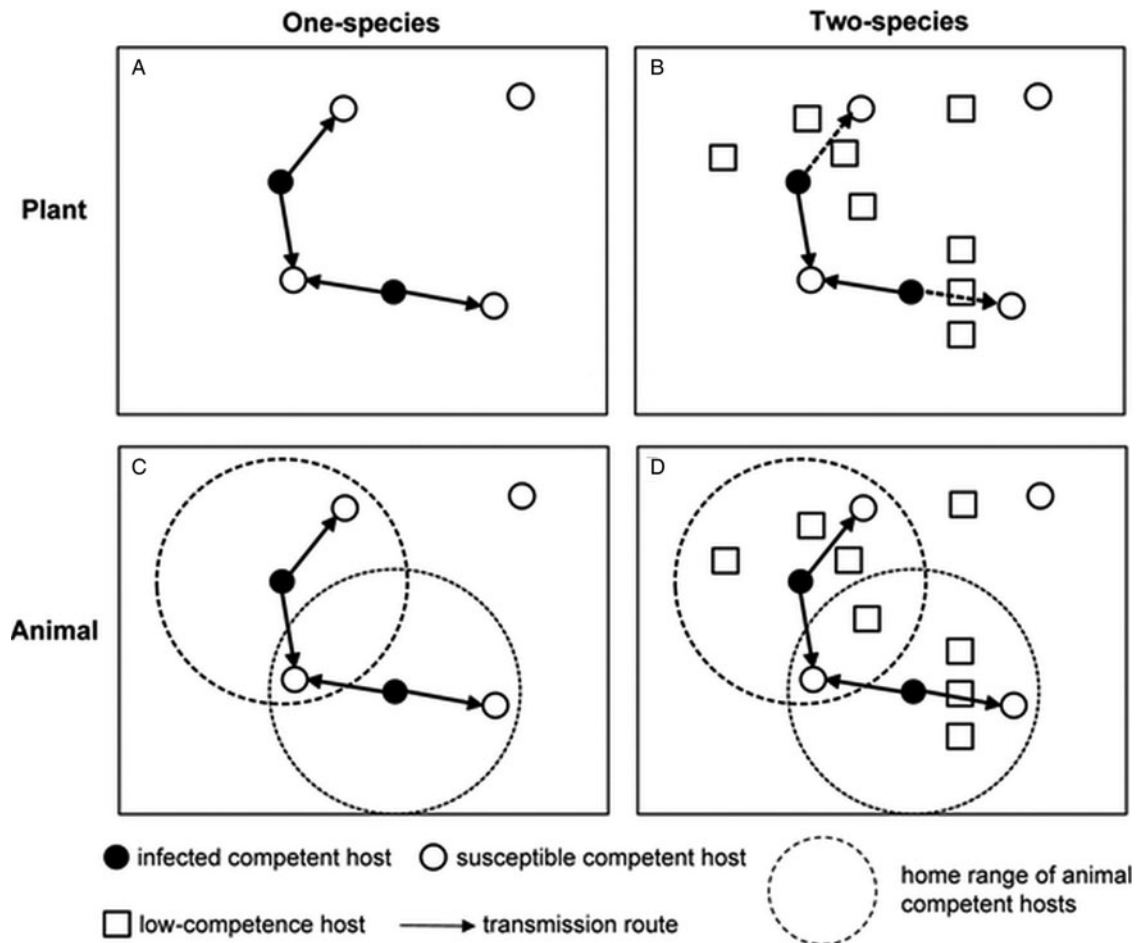 One-species
Two-species
Plant
A
B
Animal
C
D
infected competent host
susceptible competent host
home range of animal
competent hosts
low-competence host
transmission route